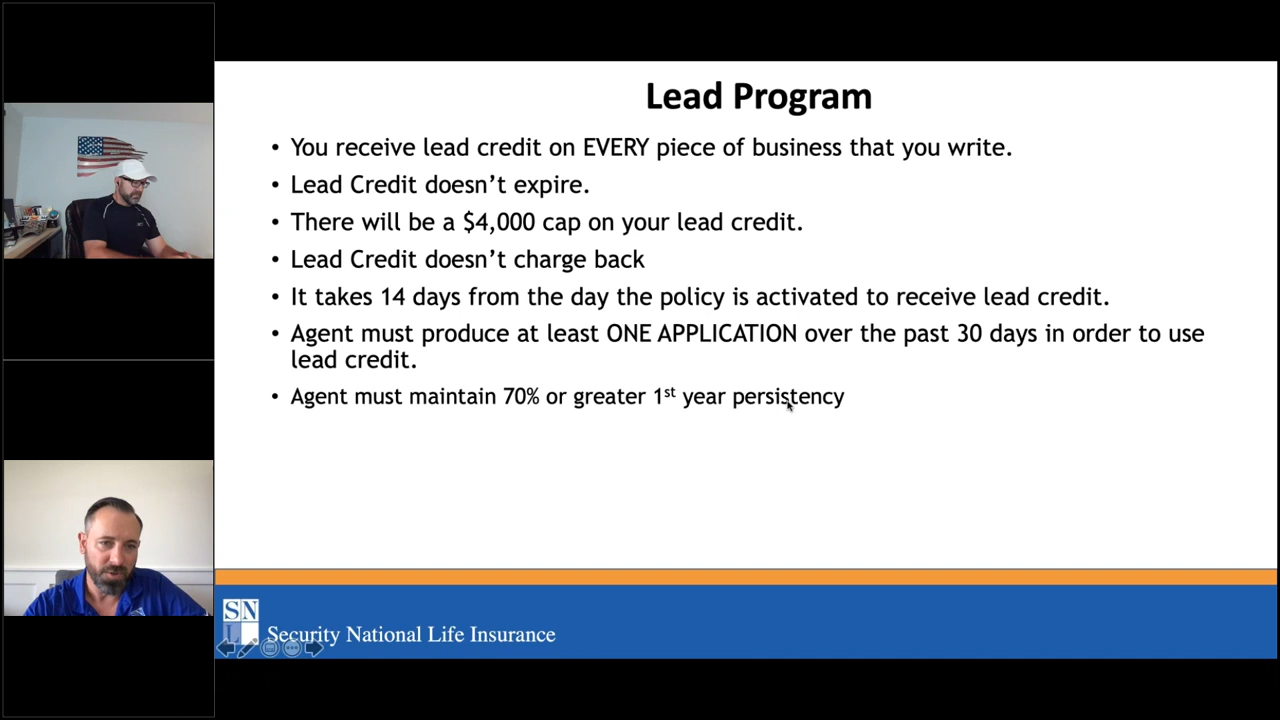 Lead Program
• You receive lead credit on EVERY piece of business that you write.
• Lead Credit doesn’t expire.
• There will be a $4,000 cap on your lead credit.
• Lead Credit doesn’t charge back
• It takes 14 days from the day the policy is activated to receive lead credit.
• Agent must produce at least ONE APPLICATION over the past 30 days in order to use
lead credit.
• Agent must maintain 70% or greater 1st year persistency
SN
L
Security National Life Insurance